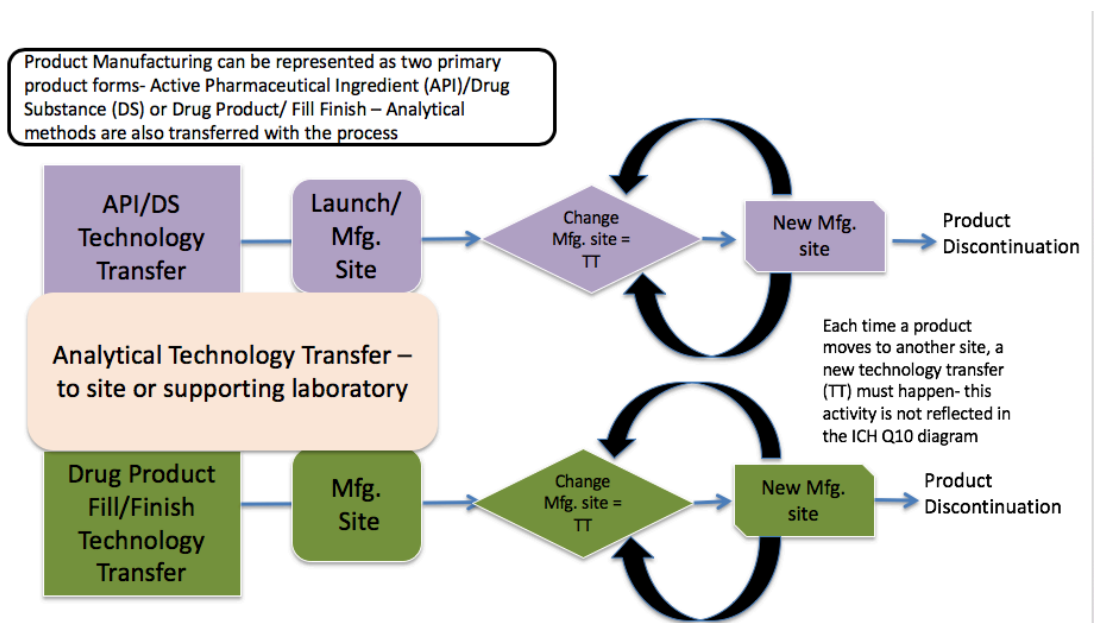 Product Manufacturing can be represented as two primary
product forms- Active Pharmaceutical Ingredient (API)/Drug
Substance (DS) or Drug Product/ Fill Finish – Analytical
methods are also transferred with the process
API/DS
Technology
Transfer
Launch/
Mfg.
Site
Change
Mfg. site =
TT
New Mfg.
site
Product
Discontinuation
Analytical Technology Transfer –
to site or supporting laboratory
Each time a product
moves to another site, a
new technology transfer
(TT) must happen- this
activity is not reflected in
the ICH Q10 diagram
Drug Product
Fill/Finish
Technology
Transfer
Mfg.
Site
Change
Mfg. site =
TT
New Mfg.
site
Product
Discontinuation